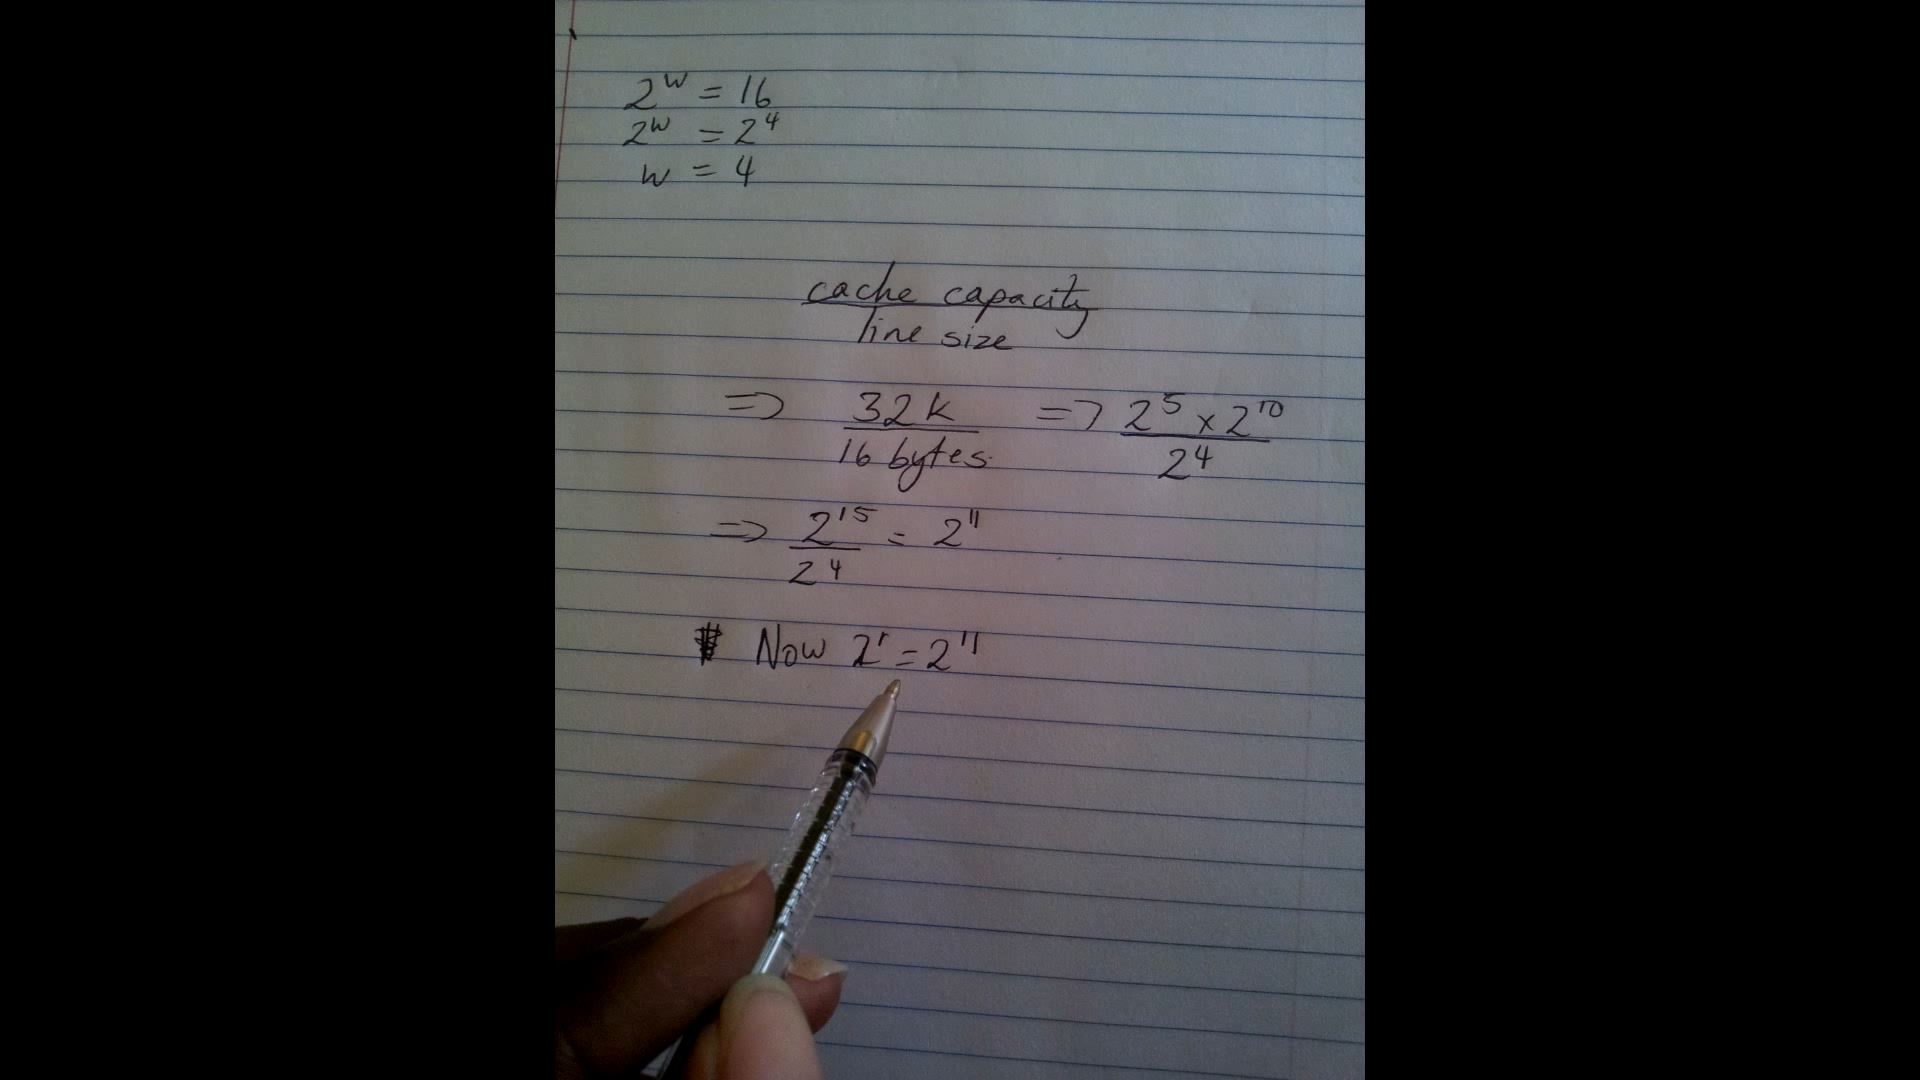 2^w = 16
2^w = 2^4
w = 4
cache capacity
line size
=> 32k / 16 bytes => 2^5 x 2^10 / 2^4
=> 2^15 / 2^4 = 2^11
Now 2^r = 2^11